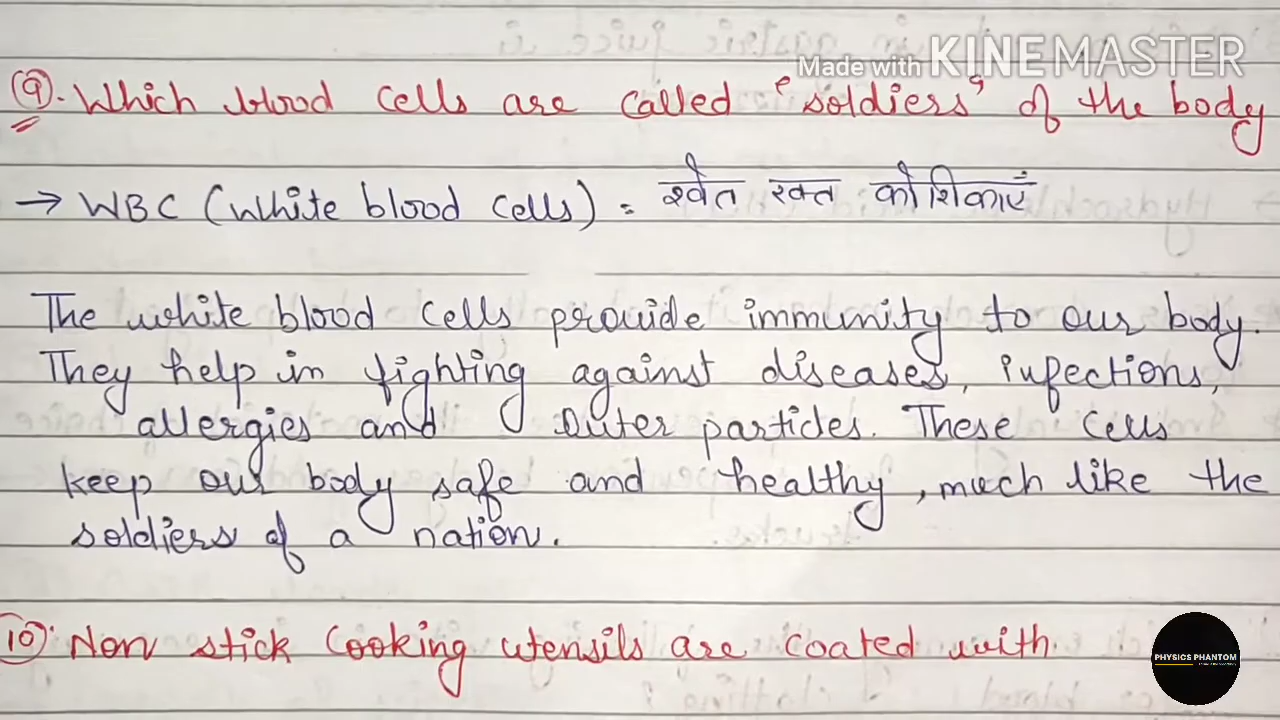 Made with KINEMASTER
(9). Which blood cells are called "soldiers" of the body
→ WBC (White blood cells) = श्वेत रक्त कोशिकाएं
The white blood cells provide immunity to our body.
They help in fighting against diseases, infections,
allergies and outer particles. These cells
keep our body safe and healthy, much like the
soldiers of a nation.
(10). Non stick cooking utensils are coated with
PHYSICS PHANTOM